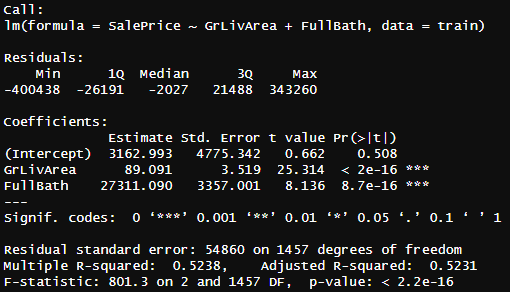 Call:
lm(formula = SalePrice ~ GrLivArea + FullBath, data = train)

Residuals:
    Min      1Q  Median      3Q     Max
-400438  -26191   -2027   21488  343260

Coefficients:
             Estimate Std. Error t value Pr(>|t|)
(Intercept)  3162.993   4775.342   0.662    0.508
GrLivArea      89.091      3.519  25.314  < 2e-16 ***
FullBath    27311.090   3357.001   8.136  8.7e-16 ***
---
Signif. codes:  0 ‘***’ 0.001 ‘**’ 0.01 ‘*’ 0.05 ‘.’ 0.1 ‘ ’ 1

Residual standard error: 54860 on 1457 degrees of freedom
Multiple R-squared:  0.5238,    Adjusted R-squared:  0.5231
F-statistic: 801.3 on 2 and 1457 DF,  p-value: < 2.2e-16